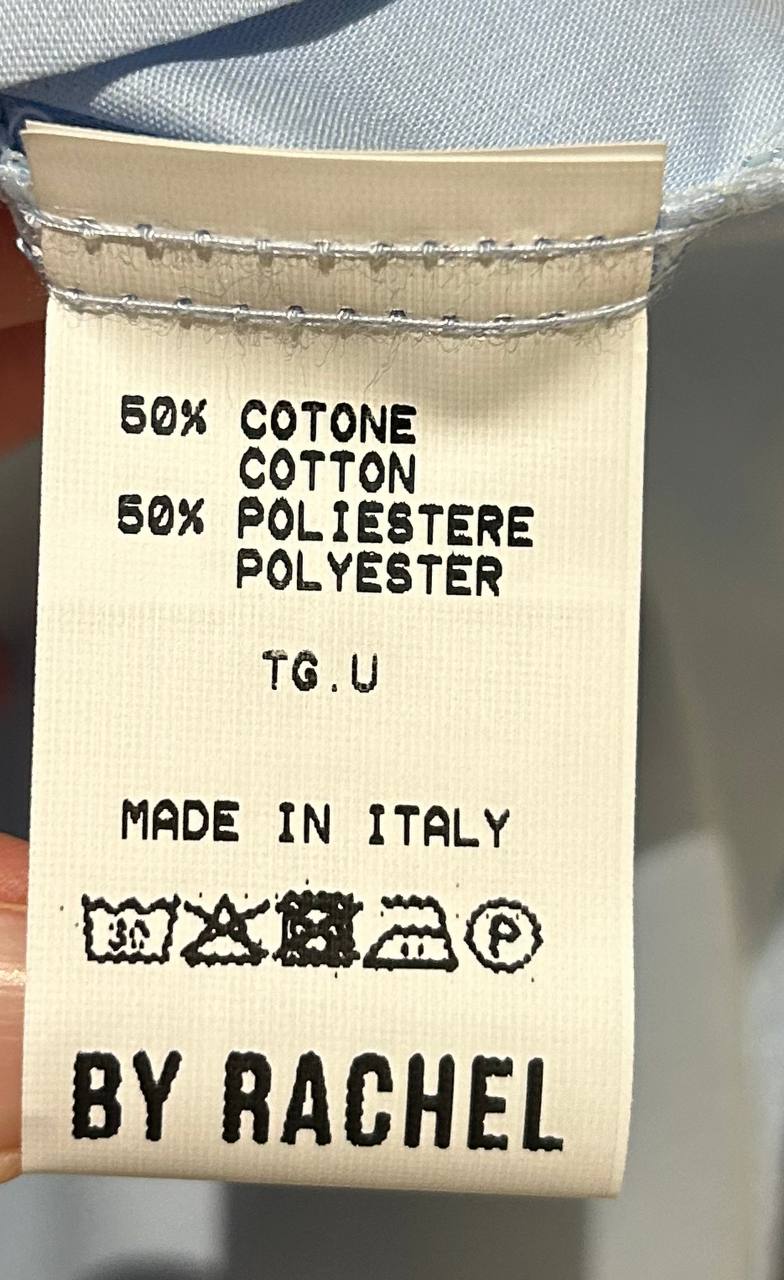 50% COTONE
COTTON
50% POLIESTERE
POLYESTER
TG.U
MADE IN ITALY
30 P
BY RACHEL